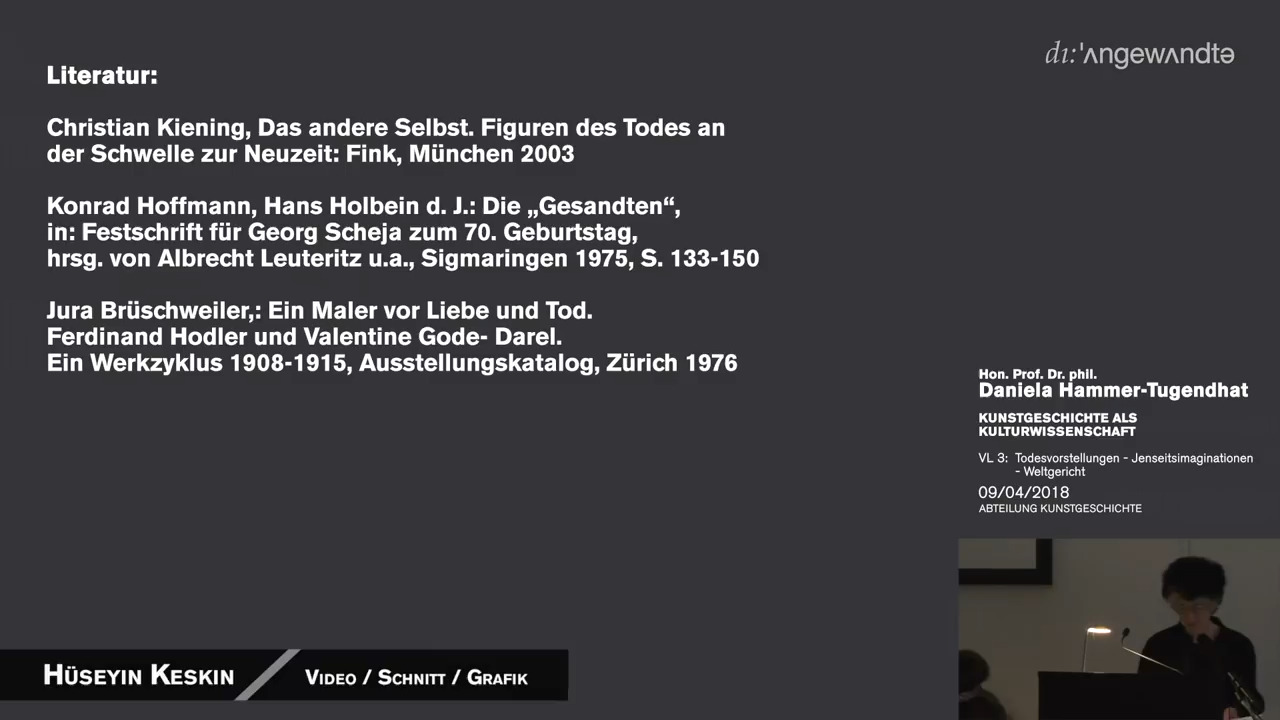 dı:'ʌngewʌndtə
Literatur:
Christian Kiening, Das andere Selbst. Figuren des Todes an
der Schwelle zur Neuzeit: Fink, München 2003
Konrad Hoffmann, Hans Holbein d. J.: Die „Gesandten“,
in: Festschrift für Georg Scheja zum 70. Geburtstag,
hrsg. von Albrecht Leuteritz u.a., Sigmaringen 1975, S. 133-150
Jura Brüschweiler,: Ein Maler vor Liebe und Tod.
Ferdinand Hodler und Valentine Gode- Darel.
Ein Werkzyklus 1908-1915, Ausstellungskatalog, Zürich 1976
Hon. Prof. Dr. phil.
Daniela Hammer-Tugendhat
KUNSTGESCHICHTE ALS
KULTURWISSENSCHAFT
VL 3: Todesvorstellungen - Jenseitsimaginationen
- Weltgericht
09/04/2018
ABTEILUNG KUNSTGESCHICHTE
HÜSEYIN KESKIN
VIDEO / SCHNITT / GRAFIK